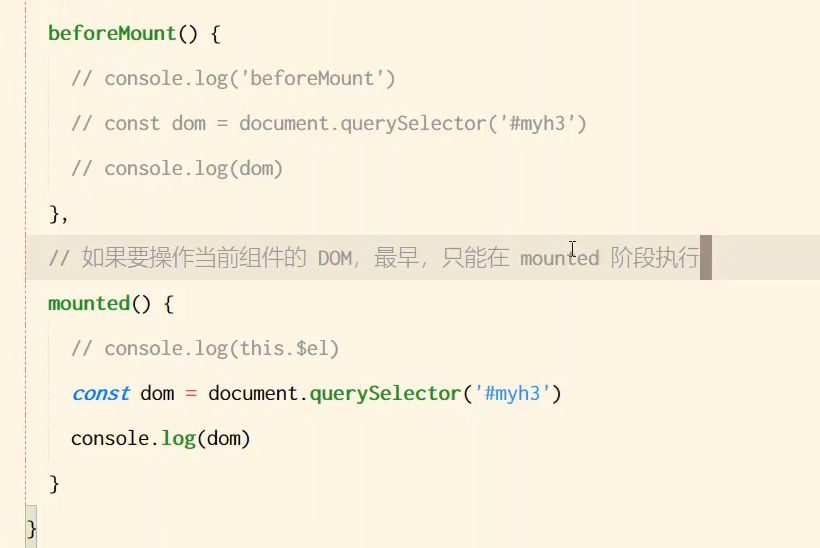 beforeMount() {
// console.log('beforeMount')
// const dom = document.querySelector('#myh3')
// console.log(dom)
},
// 如果要操作当前组件的 DOM，最早，只能在 mounted 阶段执行
mounted() {
// console.log(this.$el)
const dom = document.querySelector('#myh3')
console.log(dom)
}
}